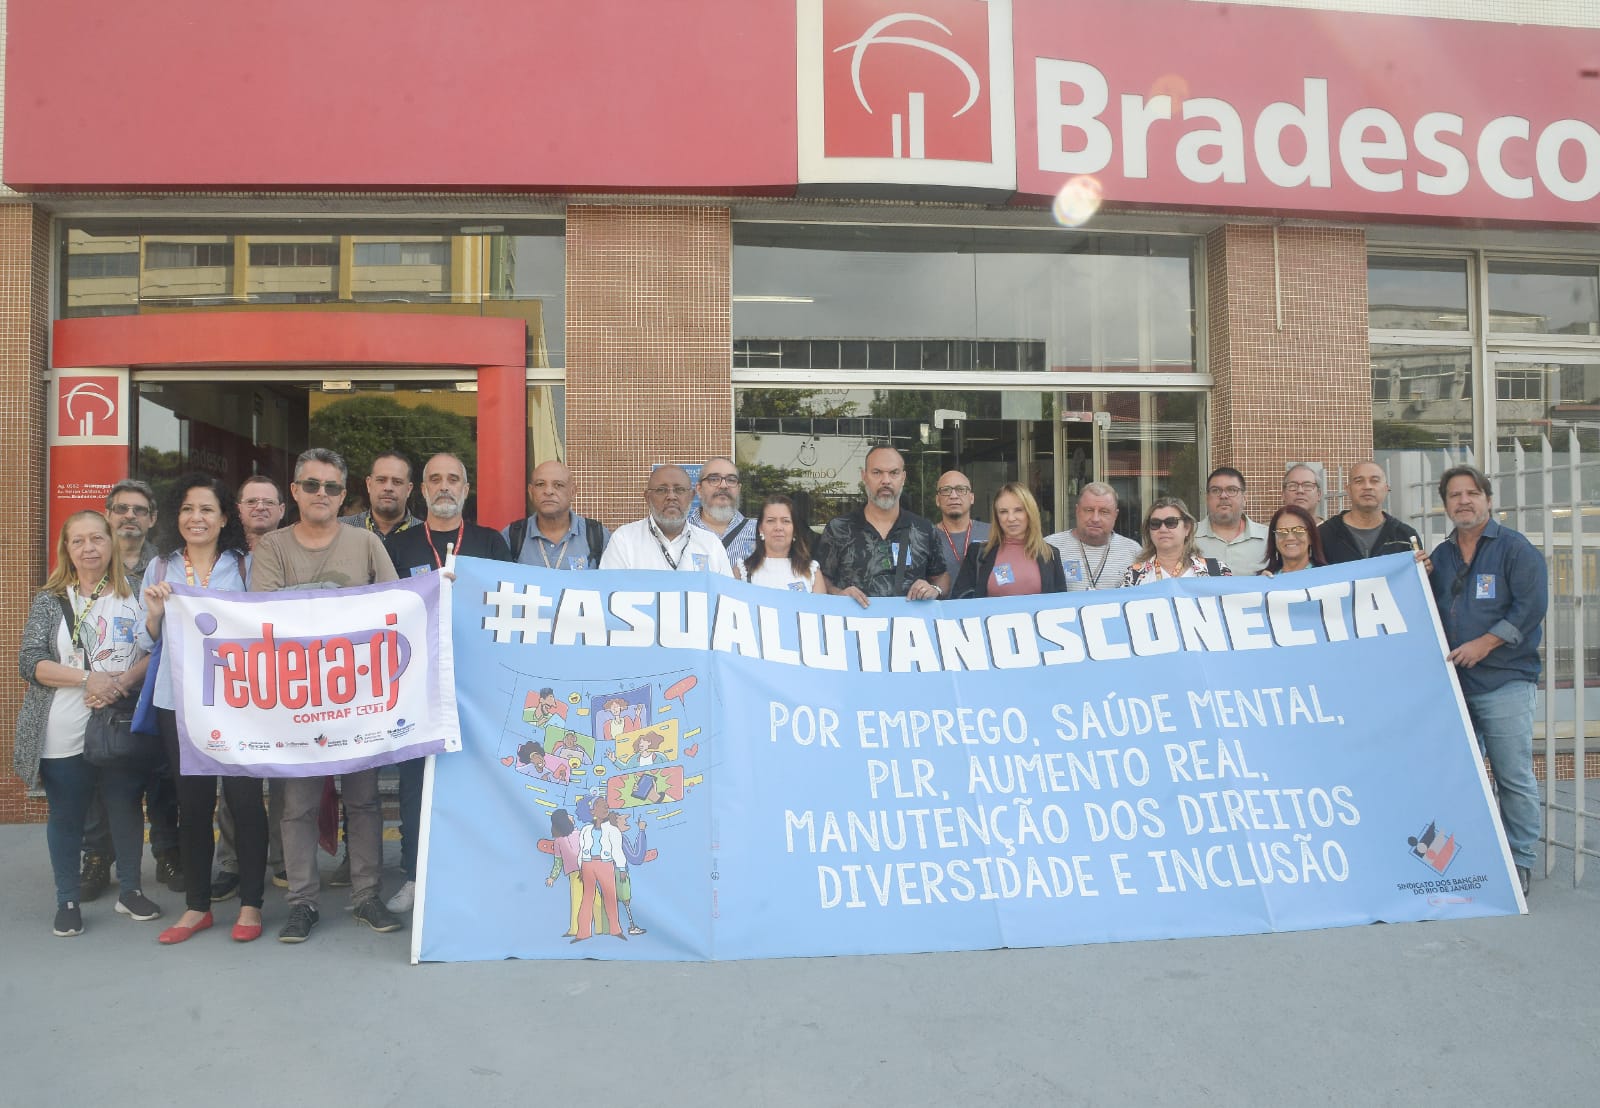 Bradesco
federa-rj
CONTRAF CUT
#ASUALUTANOSCONECTA
POR EMPREGO, SAÚDE MENTAL,
PLR, AUMENTO REAL,
MANUTENÇÃO DOS DIREITOS
DIVERSIDADE E INCLUSÃO
SINDICATO DOS BANCÁRIOS
DO RIO DE JANEIRO